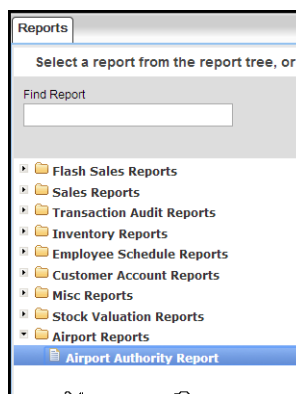 Reports
Select a report from the report tree, or
Find Report
Flash Sales Reports
Sales Reports
Transaction Audit Reports
Inventory Reports
Employee Schedule Reports
Customer Account Reports
Misc Reports
Stock Valuation Reports
Airport Reports
Airport Authority Report